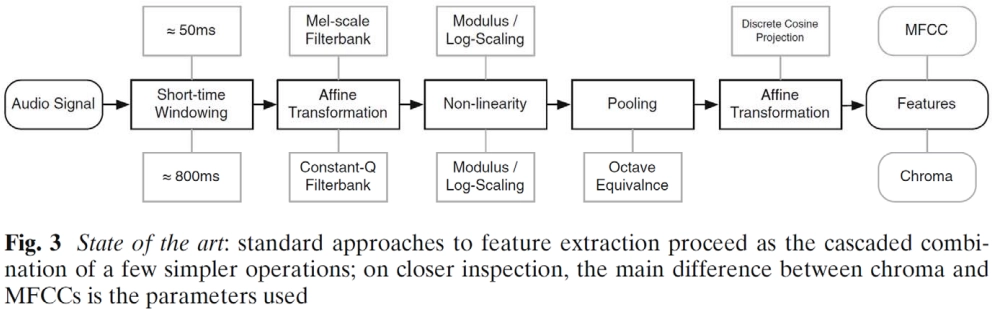 ≈ 50ms
Mel-scale
Filterbank
Modulus /
Log-Scaling
Discrete Cosine
Projection
MFCC
Audio Signal
Short-time
Windowing
Affine
Transformation
Non-linearity
Pooling
Affine
Transformation
Features
≈ 800ms
Constant-Q
Filterbank
Modulus /
Log-Scaling
Octave
Equivalnce
Chroma
Fig. 3 State of the art: standard approaches to feature extraction proceed as the cascaded combi-
nation of a few simpler operations; on closer inspection, the main difference between chroma and
MFCCs is the parameters used